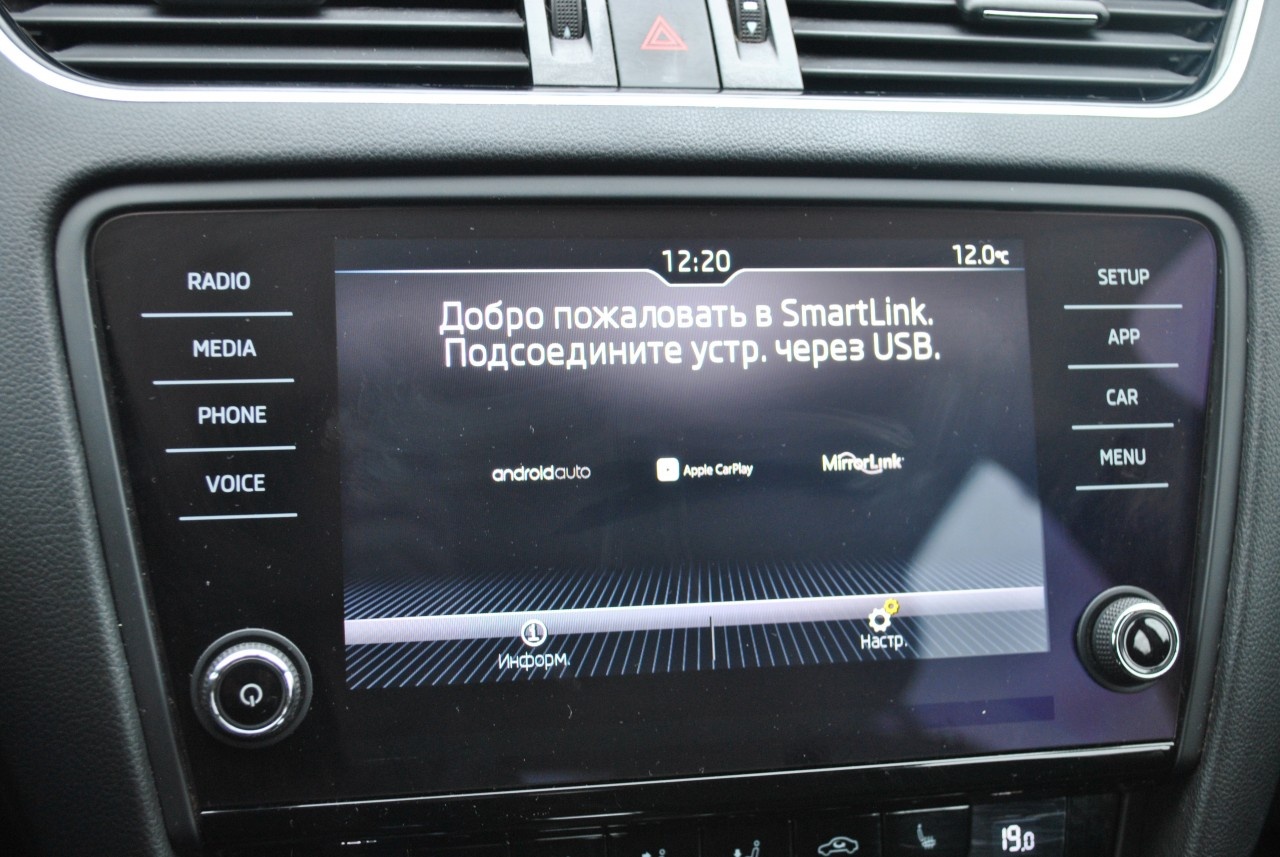 12:20
12.0°C
RADIO
MEDIA
PHONE
VOICE
Добро пожаловать в SmartLink.
Подсоедините устр. через USB.
androidauto
Apple CarPlay
MirrorLink
Информ.
Настр.
SETUP
APP
CAR
MENU
19.0